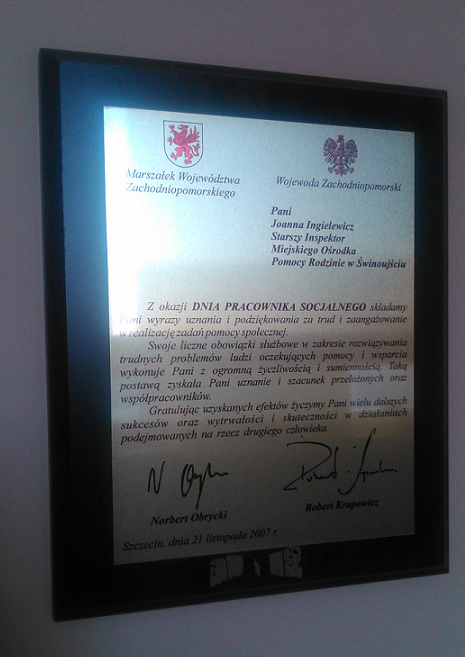 Marszałek Województwa
Zachodniopomorskiego
Wojewoda Zachodniopomorski
Pani
Joanna Ingielewicz
Starszy Inspektor
Miejskiego Ośrodka
Pomocy Rodzinie w Świnoujściu
Z okazji DNIA PRACOWNIKA SOCJALNEGO składamy
Pani wyrazy uznania i podziękowania za trud i zaangażowanie
w realizację zadań pomocy społecznej.
Swoje liczne obowiązki służbowe w zakresie rozwiązywania
trudnych problemów ludzi oczekujących pomocy i wsparcia
wykonuje Pani z ogromną życzliwością i sumiennością. Taką
postawą zyskała Pani uznanie i szacunek przełożonych oraz
współpracowników.
Gratulując uzyskanych efektów życzymy Pani wielu dalszych
sukcesów oraz wytrwałości i skuteczności w działaniach
podejmowanych na rzecz drugiego człowieka.
Norbert Obrycki
Robert Krupowicz
Szczecin, dnia 21 listopada 2007 r.